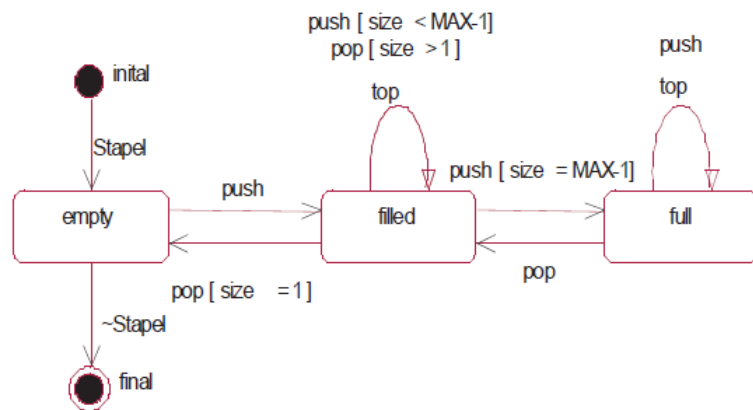 push [ size < MAX-1]
pop [ size >1 ]
top
push
top
inital
Stapel
push
push [ size = MAX-1]
empty
filled
full
pop [ size =1 ]
pop
~Stapel
final